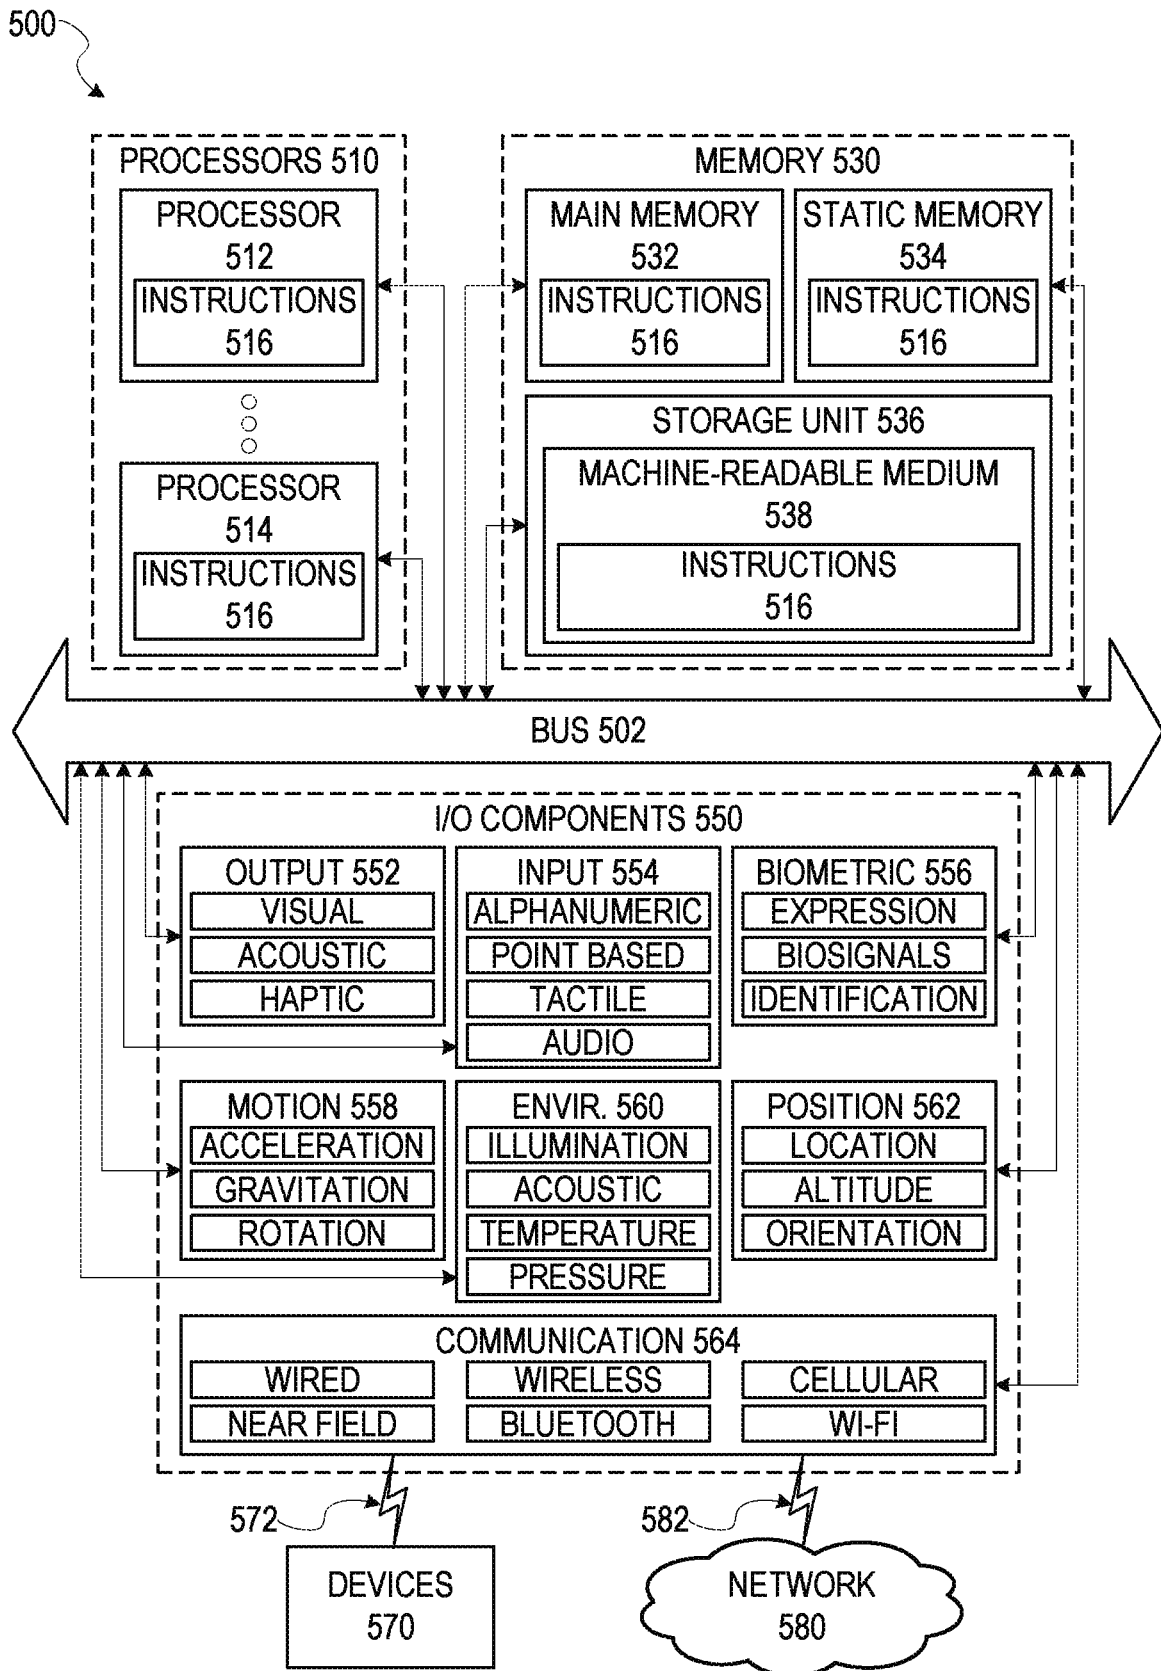 500
PROCESSORS 510
PROCESSOR
512
INSTRUCTIONS
516
PROCESSOR
514
INSTRUCTIONS
516
MEMORY 530
MAIN MEMORY
532
INSTRUCTIONS
516
STATIC MEMORY
534
INSTRUCTIONS
516
STORAGE UNIT 536
MACHINE-READABLE MEDIUM
538
INSTRUCTIONS
516
BUS 502
I/O COMPONENTS 550
OUTPUT 552
VISUAL
ACOUSTIC
HAPTIC
INPUT 554
ALPHANUMERIC
POINT BASED
TACTILE
AUDIO
BIOMETRIC 556
EXPRESSION
BIOSIGNALS
IDENTIFICATION
MOTION 558
ACCELERATION
GRAVITATION
ROTATION
ENVIR. 560
ILLUMINATION
ACOUSTIC
TEMPERATURE
PRESSURE
POSITION 562
LOCATION
ALTITUDE
ORIENTATION
COMMUNICATION 564
WIRED
WIRELESS
CELLULAR
NEAR FIELD
BLUETOOTH
WI-FI
572
582
DEVICES
570
NETWORK
580